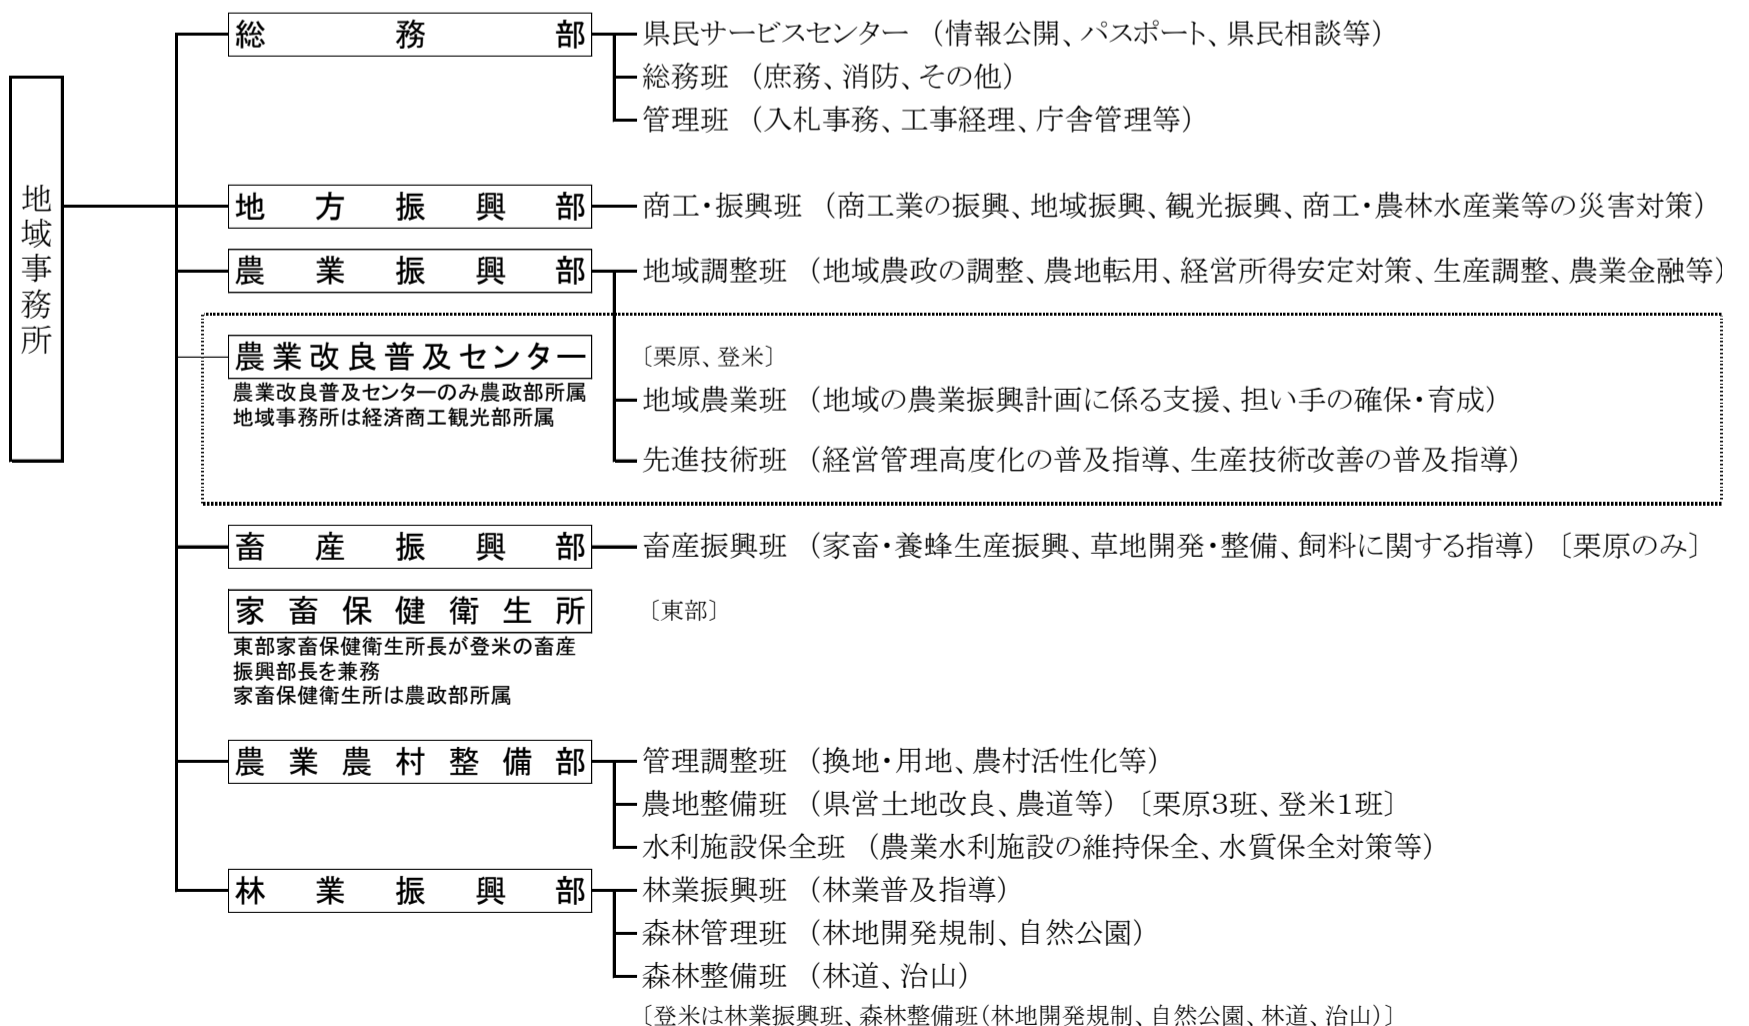 地域事務所
総務部
県民サービスセンター （情報公開、パスポート、県民相談等）
総務班 （庶務、消防、その他）
管理班 （入札事務、工事経理、庁舎管理等）
地方振興部
商工・振興班 （商工業の振興、地域振興、観光振興、商工・農林水産業等の災害対策）
農業振興部
地域調整班 （地域農政の調整、農地転用、経営所得安定対策、生産調整、農業金融等）
農業改良普及センター
〔栗原、登米〕
農業改良普及センターのみ農政部所属
地域事務所は経済商工観光部所属
地域農業班 （地域の農業振興計画に係る支援、担い手の確保・育成）
先進技術班 （経営管理高度化の普及指導、生産技術改善の普及指導）
畜産振興部
畜産振興班 （家畜・養蜂生産振興、草地開発・整備、飼料に関する指導） 〔栗原のみ〕
家畜保健衛生所
〔東部〕
東部家畜保健衛生所長が登米の畜産
振興部長を兼務
家畜保健衛生所は農政部所属
農業農村整備部
管理調整班 （換地・用地、農村活性化等）
農地整備班 （県営土地改良、農道等） 〔栗原3班、登米1班〕
水利施設保全班 （農業水利施設の維持保全、水質保全対策等）
林業振興部
林業振興班 （林業普及指導）
森林管理班 （林地開発規制、自然公園）
森林整備班 （林道、治山）
〔登米は林業振興班、森林整備班(林地開発規制、自然公園、林道、治山)〕